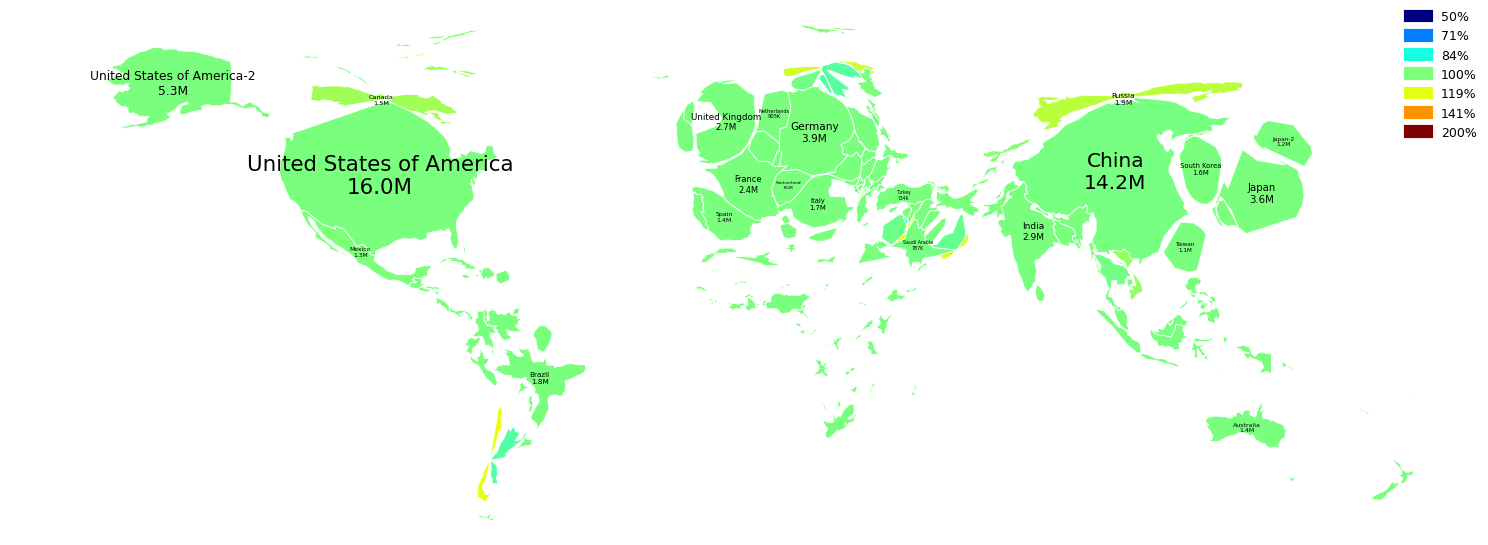 50%
71%
84%
100%
119%
141%
200%
United States of America-2
5.3M
Canada
1.5M
United States of America
16.0M
Mexico
1.3M
Brazil
1.8M
United Kingdom
2.7M
Netherlands
905K
Germany
3.9M
France
2.4M
Switzerland
702K
Italy
1.7M
Spain
1.4M
Turkey
734K
Saudi Arabia
787K
Russia
1.9M
China
14.2M
India
2.9M
South Korea
1.6M
Japan-2
1.2M
Japan
3.6M
Taiwan
1.1M
Australia
1.4M